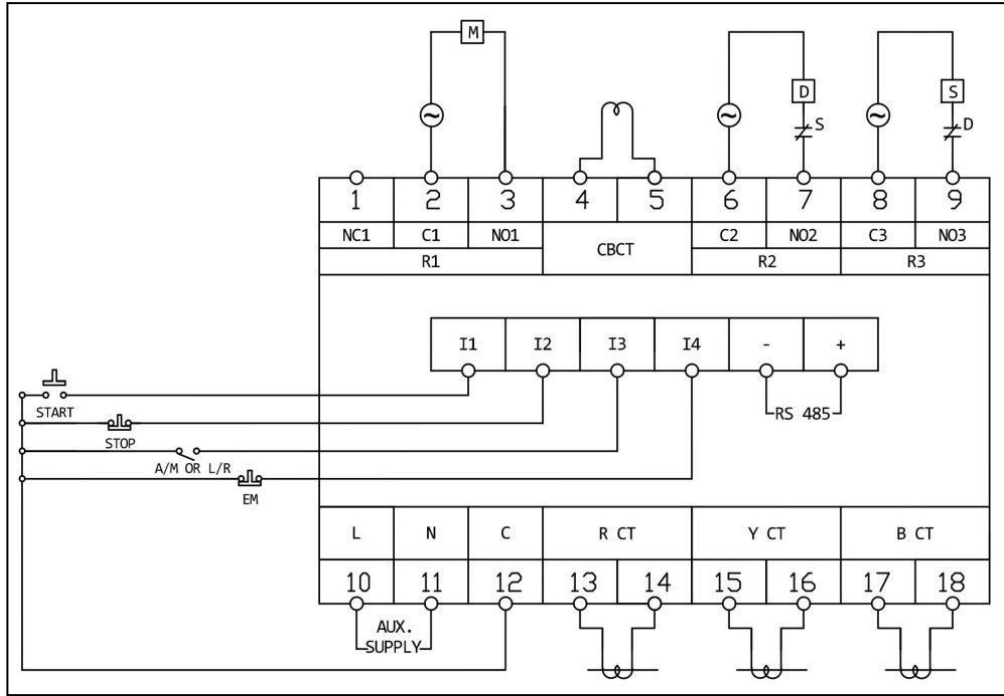 M
D
S
S
D
1 2 3 4 5 6 7 8 9
NC1 C1 NO1 CBCT C2 NO2 C3 NO3
R1 R2 R3
I1 I2 I3 I4 - +
START
RS 485
STOP
A/M OR L/R
EM
L N C R CT Y CT B CT
10 11 12 13 14 15 16 17 18
AUX.
SUPPLY